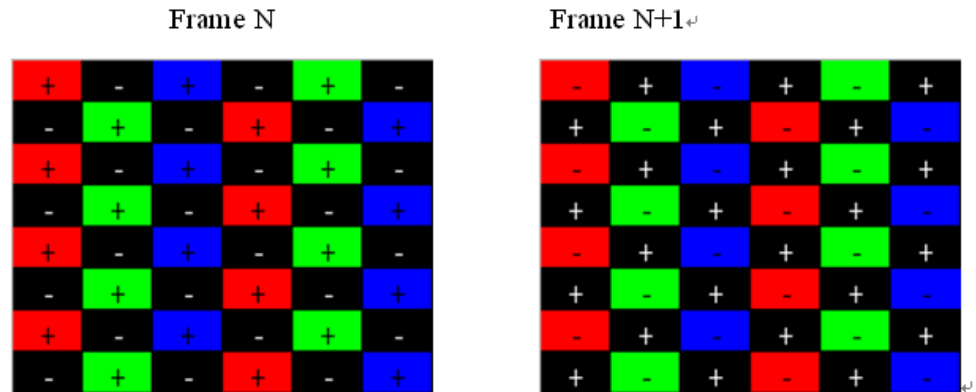 Frame N Frame N+1
+ - + - + - - + - + - +
- + - + - + + - + - + -
+ - + - + - - + - + - +
- + - + - + + - + - + -
+ - + - + - - + - + - +
- + - + - + + - + - + -
+ - + - + - - + - + - +
- + - + - + + - + - + -